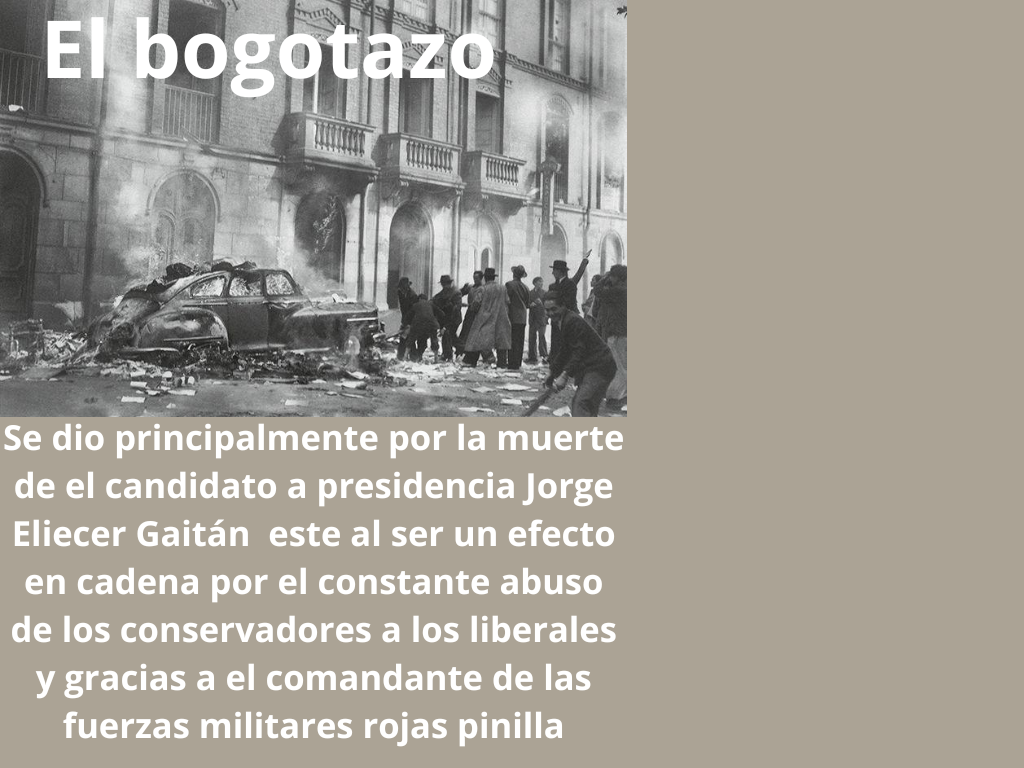 El bogotazo
Se dio principalmente por la muerte
de el candidato a presidencia Jorge
Eliecer Gaitán  este al ser un efecto
en cadena por el constante abuso
de los conservadores a los liberales
y gracias a el comandante de las
fuerzas militares rojas pinilla